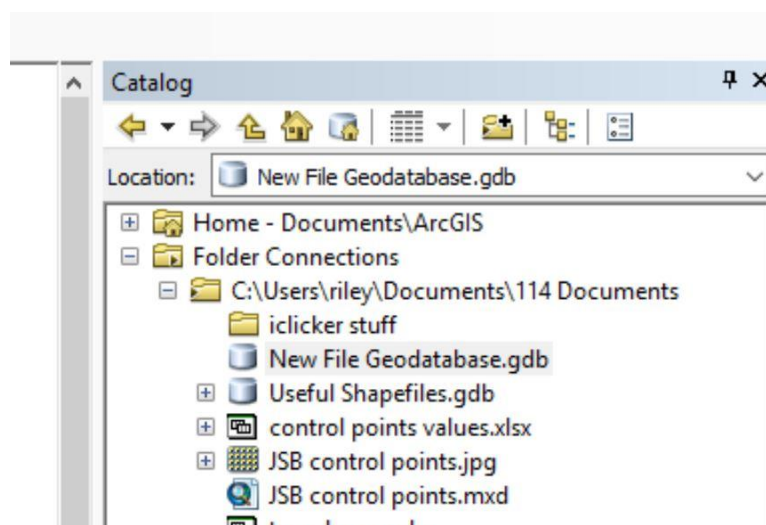 Catalog
Location: New File Geodatabase.gdb
Home - Documents\ArcGIS
Folder Connections
C:\Users\riley\Documents\114 Documents
iclicker stuff
New File Geodatabase.gdb
Useful Shapefiles.gdb
control points values.xlsx
JSB control points.jpg
JSB control points.mxd